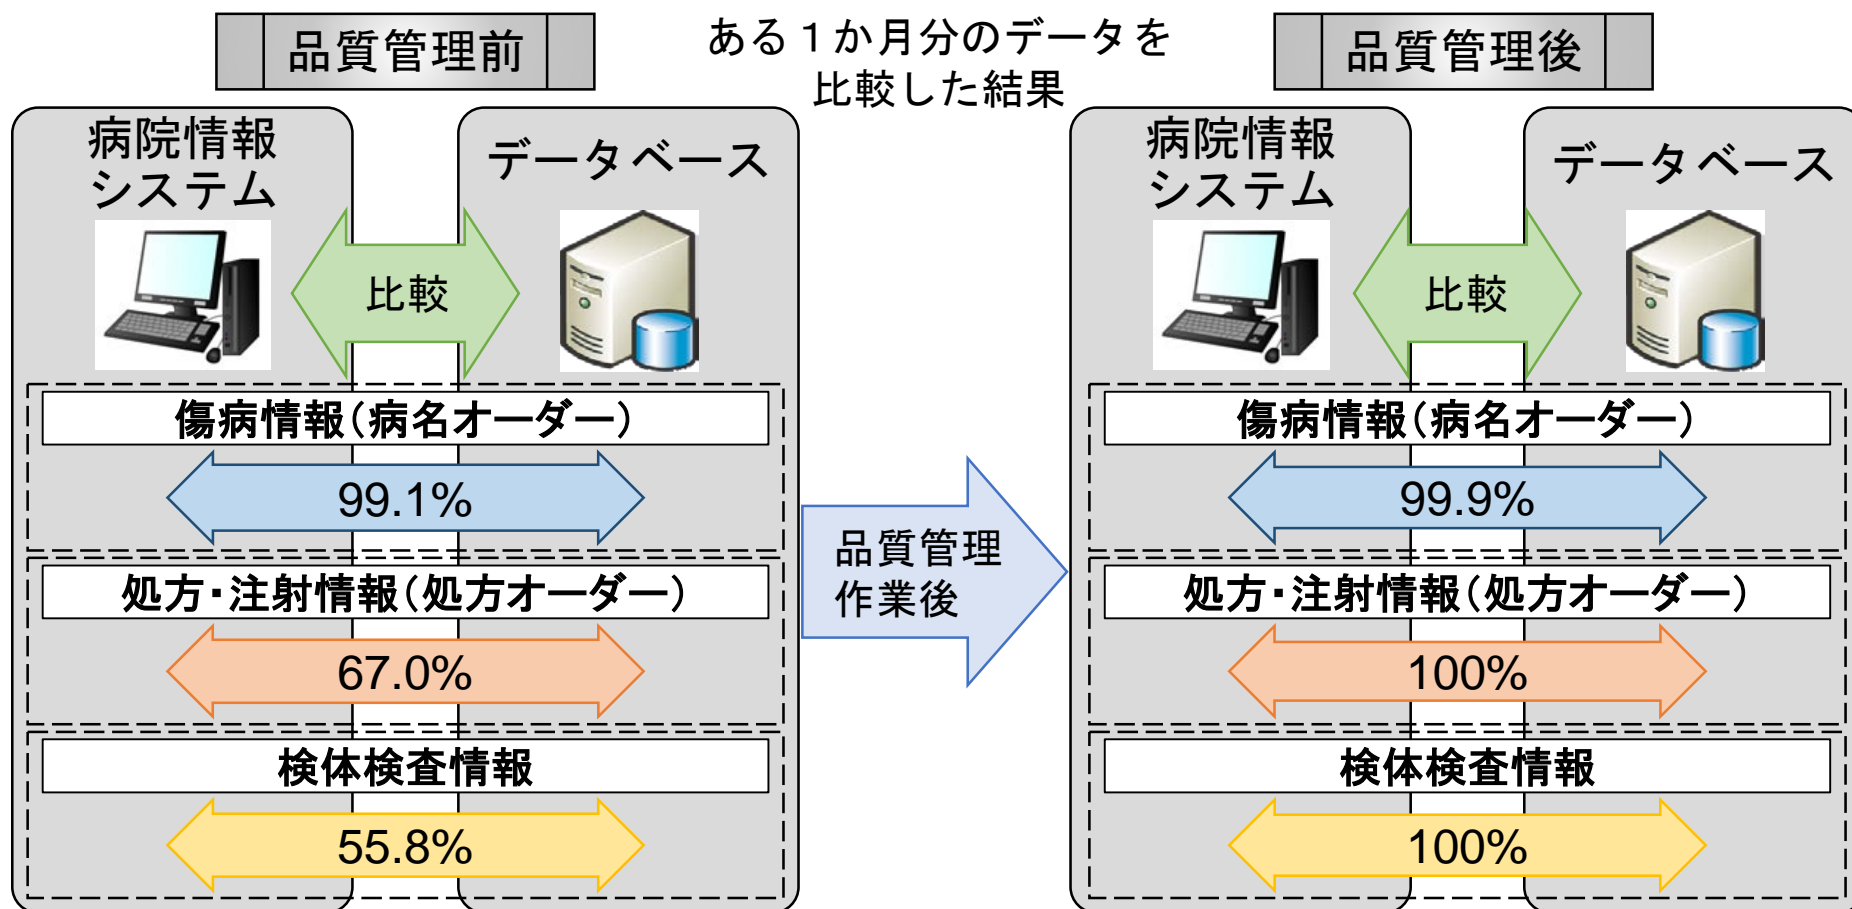 品質管理前
ある１か月分のデータを
比較した結果
品質管理後
病院情報
システム
データベース
比較
傷病情報(病名オーダー)
99.1%
処方・注射情報(処方オーダー)
67.0%
検体検査情報
55.8%
品質管理
作業後
病院情報
システム
データベース
比較
傷病情報(病名オーダー)
99.9%
処方・注射情報(処方オーダー)
100%
検体検査情報
100%